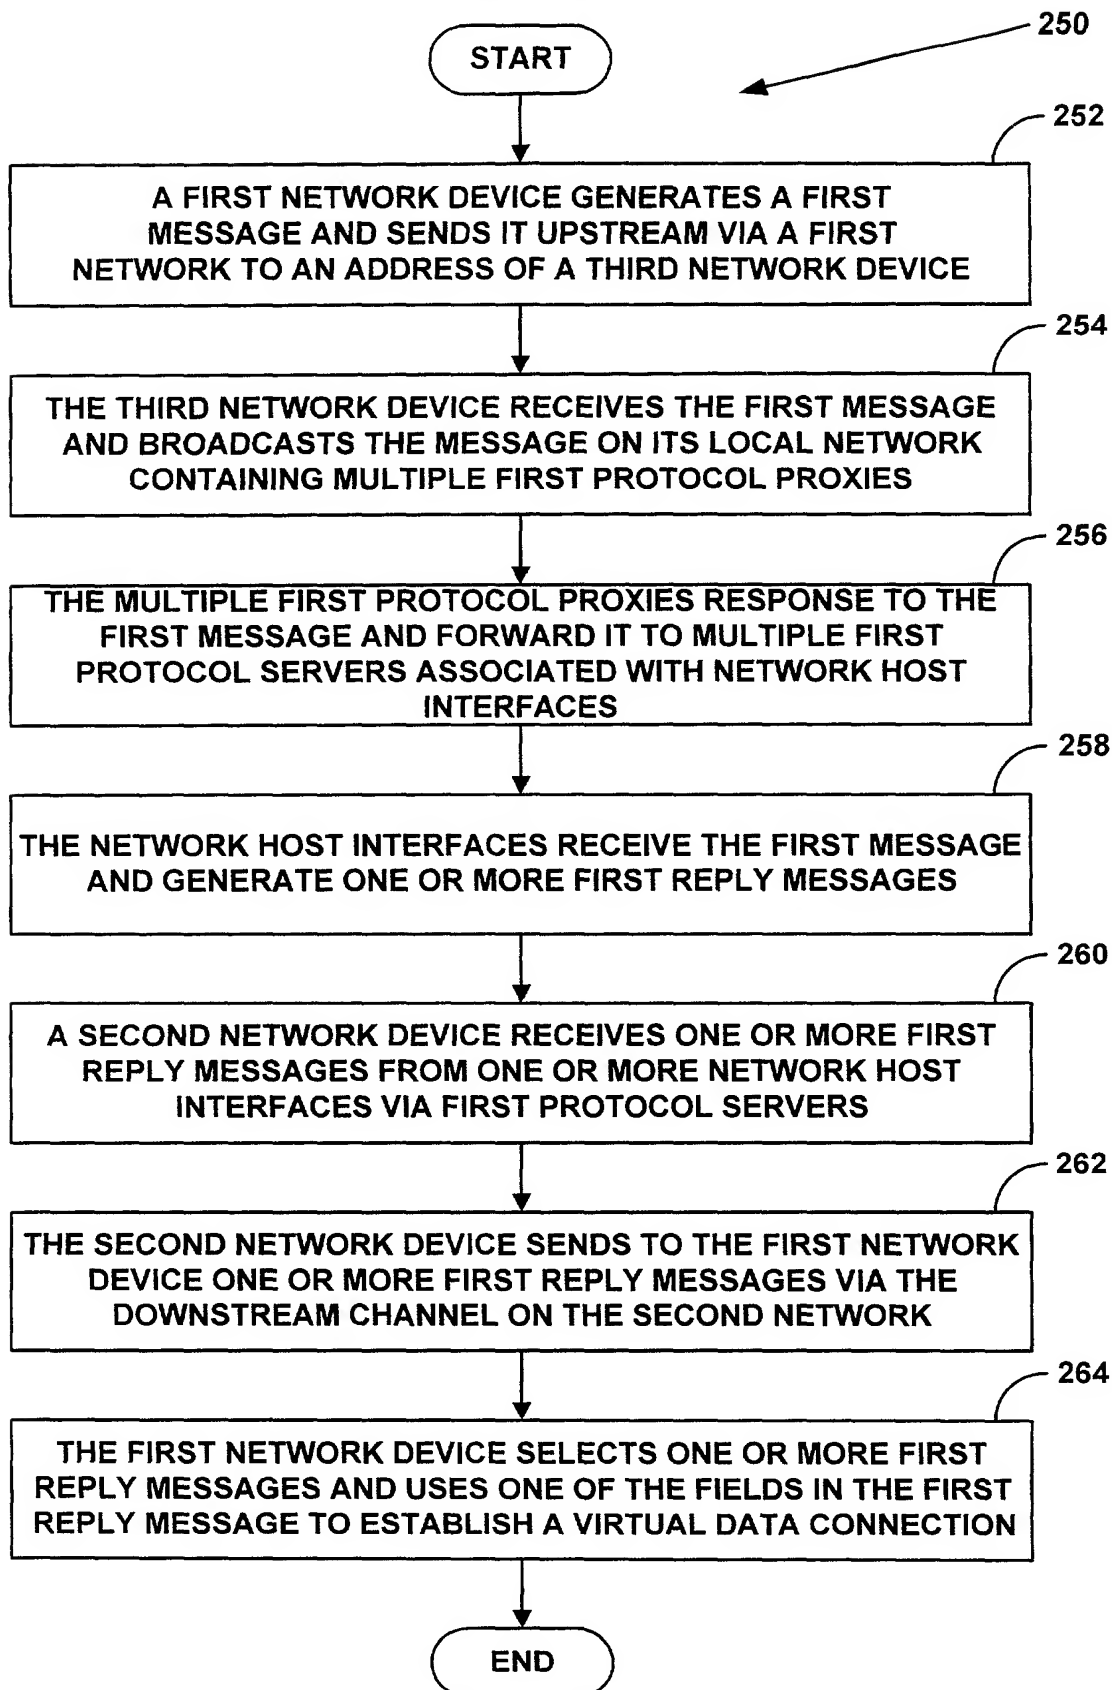 START
250
252
A FIRST NETWORK DEVICE GENERATES A FIRST
MESSAGE AND SENDS IT UPSTREAM VIA A FIRST
NETWORK TO AN ADDRESS OF A THIRD NETWORK DEVICE
254
THE THIRD NETWORK DEVICE RECEIVES THE FIRST MESSAGE
AND BROADCASTS THE MESSAGE ON ITS LOCAL NETWORK
CONTAINING MULTIPLE FIRST PROTOCOL PROXIES
256
THE MULTIPLE FIRST PROTOCOL PROXIES RESPONSE TO THE
FIRST MESSAGE AND FORWARD IT TO MULTIPLE FIRST
PROTOCOL SERVERS ASSOCIATED WITH NETWORK HOST
INTERFACES
258
THE NETWORK HOST INTERFACES RECEIVE THE FIRST MESSAGE
AND GENERATE ONE OR MORE FIRST REPLY MESSAGES
260
A SECOND NETWORK DEVICE RECEIVES ONE OR MORE FIRST
REPLY MESSAGES FROM ONE OR MORE NETWORK HOST
INTERFACES VIA FIRST PROTOCOL SERVERS
262
THE SECOND NETWORK DEVICE SENDS TO THE FIRST NETWORK
DEVICE ONE OR MORE FIRST REPLY MESSAGES VIA THE
DOWNSTREAM CHANNEL ON THE SECOND NETWORK
264
THE FIRST NETWORK DEVICE SELECTS ONE OR MORE FIRST
REPLY MESSAGES AND USES ONE OF THE FIELDS IN THE FIRST
REPLY MESSAGE TO ESTABLISH A VIRTUAL DATA CONNECTION
END